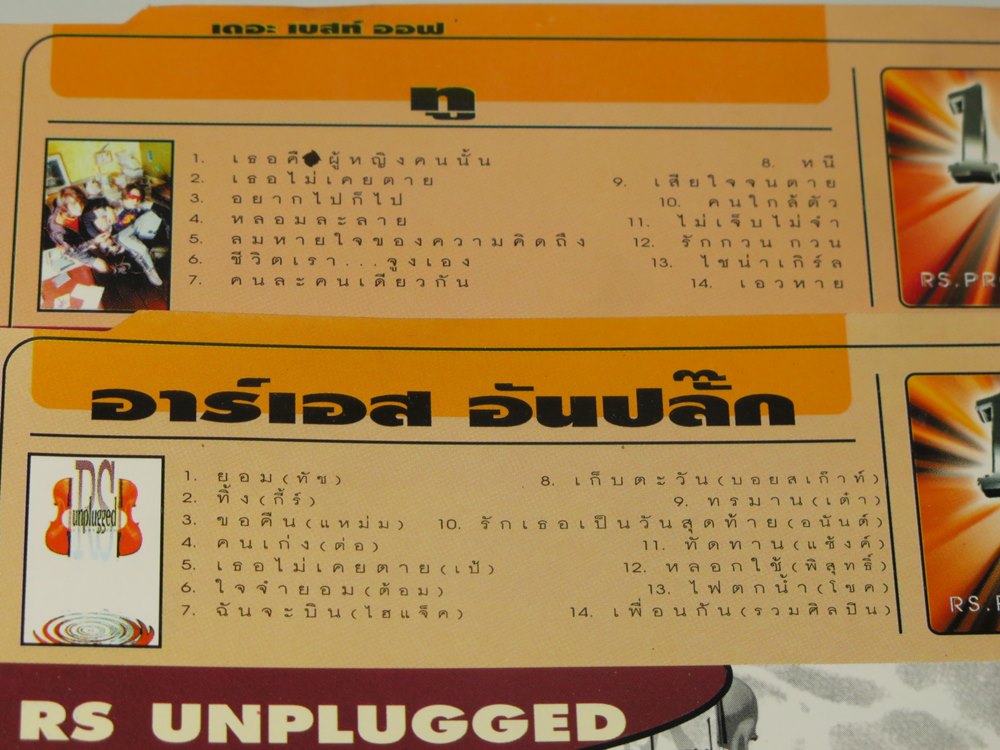 เดอะ เบสท์ ออฟ
ทู
1. เธอคือผู้หญิงคนนั้น
2. เธอไม่เคยตาย
3. อยากไปก็ไป
4. หลอมละลาย
5. ลมหายใจของความคิดถึง
6. ชีวิตเรา...จูงเอง
7. คนละคนเดียวกัน
8. หนี
9. เสียใจจนตาย
10. คนใกล้ตัว
11. ไม่เจ็บไม่จำ
12. รักกวน กวน
13. ไชน่าเกิร์ล
14. เอวหาย
RS.PR
อาร์เอส อันปลั๊ก
RS
unplugged
1. ยอม(ทัช)
2. ทิ้ง(กี้ร์)
3. ขอคืน(แหม่ม)
4. คนเก่ง(ต่อ)
5. เธอไม่เคยตาย(เป้)
6. ใจจำยอม(ต้อม)
7. ฉันจะบิน(ไฮแจ็ค)
8. เก็บตะวัน(บอยสเก๊าท์)
9. ทรมาน(เต๋า)
10. รักเธอเป็นวันสุดท้าย(อนันต์)
11. ทัดทาน(แซ้งค์)
12. หลอกใช้(พิสุทธิ์)
13. ไฟตกน้ำ(โชค)
14. เพื่อนกัน(รวมศิลปิน)
RS.P
RS UNPLUGGED